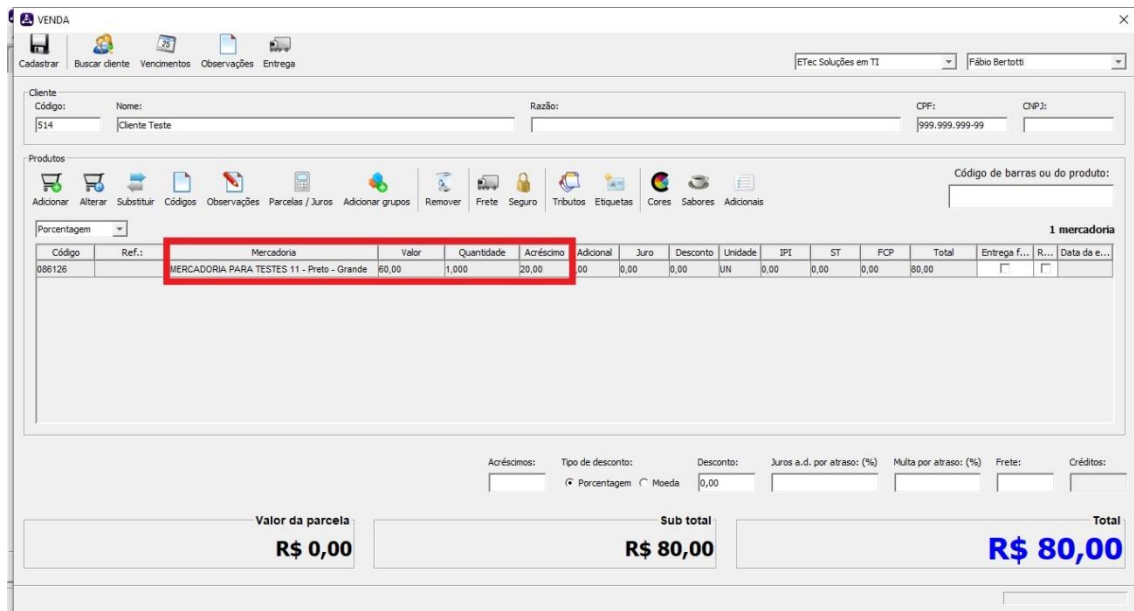 VENDA
Cadastrar Buscar cliente Vencimentos Observações Entrega
ETec Soluções em TI Fábio Bertotti
Cliente
Código: Nome: Razão: CPF: CNPJ:
514 Cliente Teste 999.999.999-99
Produtos
Código de barras ou do produto:
Adicionar Alterar Substituir Códigos Observações Parcelas / Juros Adicionar grupos Remover Frete Seguro Tributos Etiquetas Cores Sabores Adicionais
Porcentagem 1 mercadoria
Código Ref.: Mercadoria Valor Quantidade Acréscimo Adicional Juro Desconto Unidade IPI ST FCP Total Entrega f... R... Data da e...
086126 MERCADORIA PARA TESTES 11 - Preto - Grande 60,00 1,000 20,00 ,00 0,00 0,00 UN 0,00 0,00 0,00 80,00
Acréscimos: Tipo de desconto: Desconto: Juros a.d. por atraso: (%) Multa por atraso: (%) Frete: Créditos:
Porcentagem Moeda 0,00
Valor da parcela Sub total Total
R$ 0,00 R$ 80,00 R$ 80,00